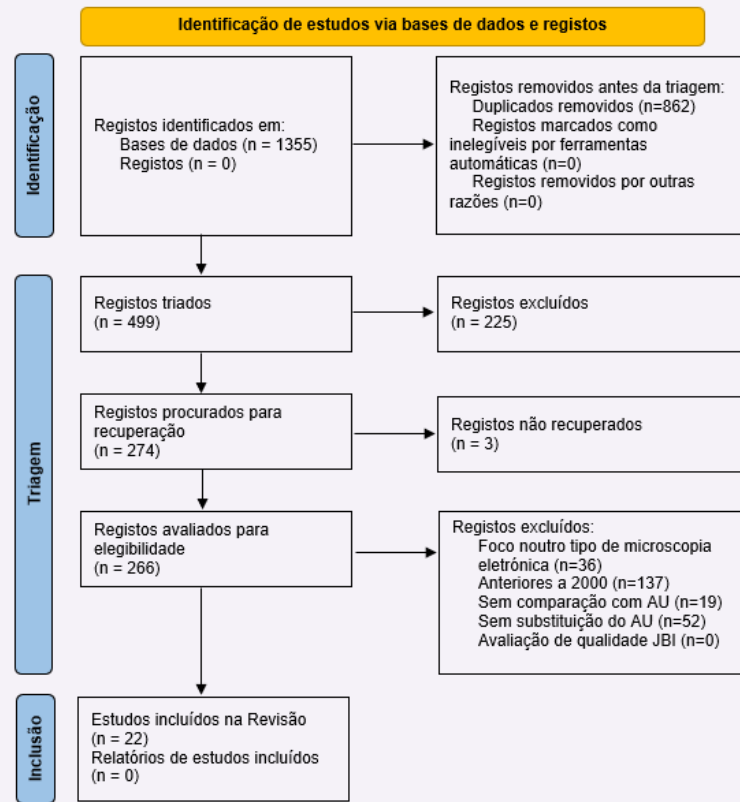 Identificação de estudos via bases de dados e registos
Identificação
Registos identificados em:
Bases de dados (n = 1355)
Registos (n = 0)
Registos removidos antes da triagem:
Duplicados removidos (n=862)
Registos marcados como
inelegíveis por ferramentas
automáticas (n=0)
Registos removidos por outras
razões (n=0)
Triagem
Registos triados
(n = 499)
Registos excluídos
(n = 225)
Registos procurados para
recuperação
(n = 274)
Registos não recuperados
(n = 3)
Registos avaliados para
elegibilidade
(n = 266)
Registos excluídos:
Foco noutro tipo de microscopia
eletrónica (n=36)
Anteriores a 2000 (n=137)
Sem comparação com AU (n=19)
Sem substituição do AU (n=52)
Avaliação de qualidade JBI (n=0)
Inclusão
Estudos incluídos na Revisão
(n = 22)
Relatórios de estudos incluídos
(n = 0)